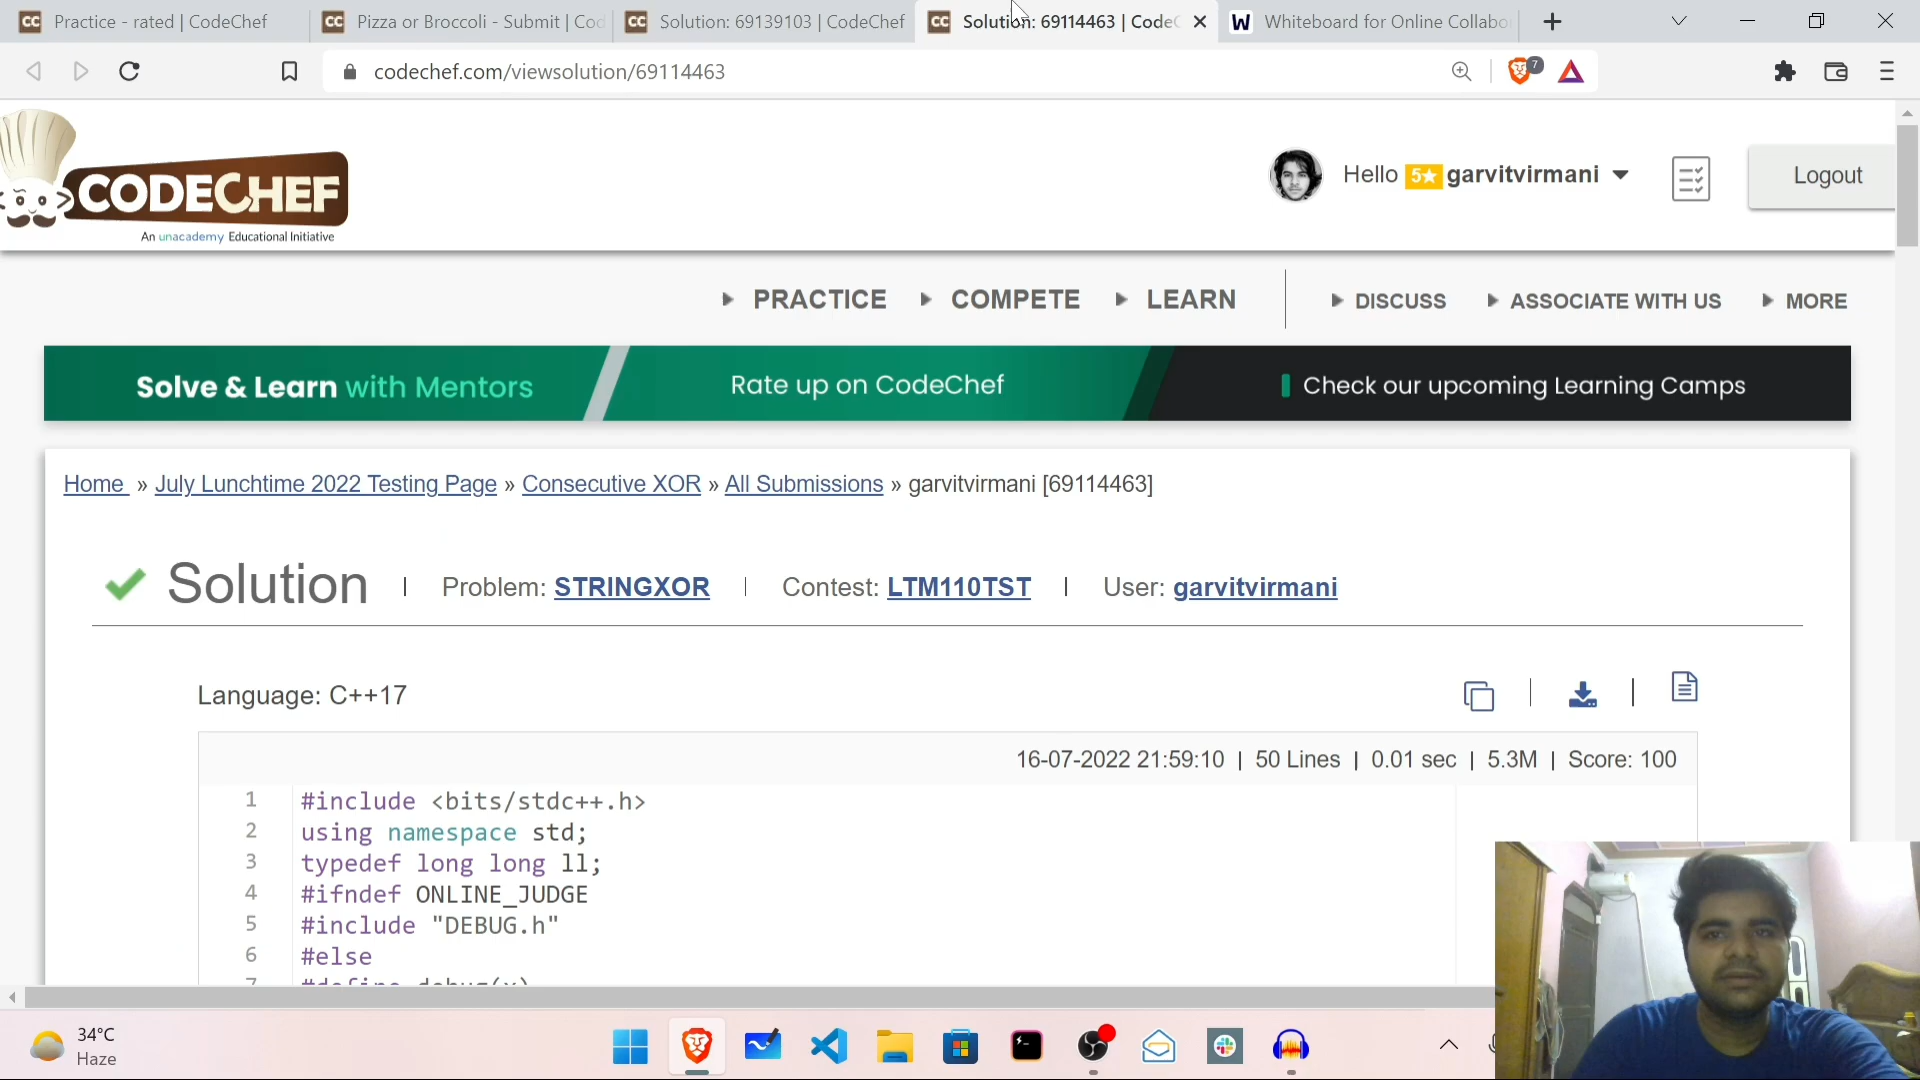 Practice - rated | CodeChef
Pizza or Broccoli - Submit | Cod
Solution: 69139103 | CodeChef
Solution: 69114463 | CodeC
Whiteboard for Online Collabo
codechef.com/viewsolution/69114463
7
CODECHEF
An unacademy Educational Initiative
Hello 5★ garvitvirmani
Logout
PRACTICE
COMPETE
LEARN
DISCUSS
ASSOCIATE WITH US
MORE
Solve & Learn with Mentors
Rate up on CodeChef
Check our upcoming Learning Camps
Home » July Lunchtime 2022 Testing Page » Consecutive XOR » All Submissions » garvitvirmani [69114463]
Solution | Problem: STRINGXOR | Contest: LTM110TST | User: garvitvirmani
Language: C++17
16-07-2022 21:59:10 | 50 Lines | 0.01 sec | 5.3M | Score: 100
1 #include <bits/stdc++.h>
2 using namespace std;
3 typedef long long ll;
4 #ifndef ONLINE_JUDGE
5 #include "DEBUG.h"
6 #else
7 #define debug(x)
34°C
Haze